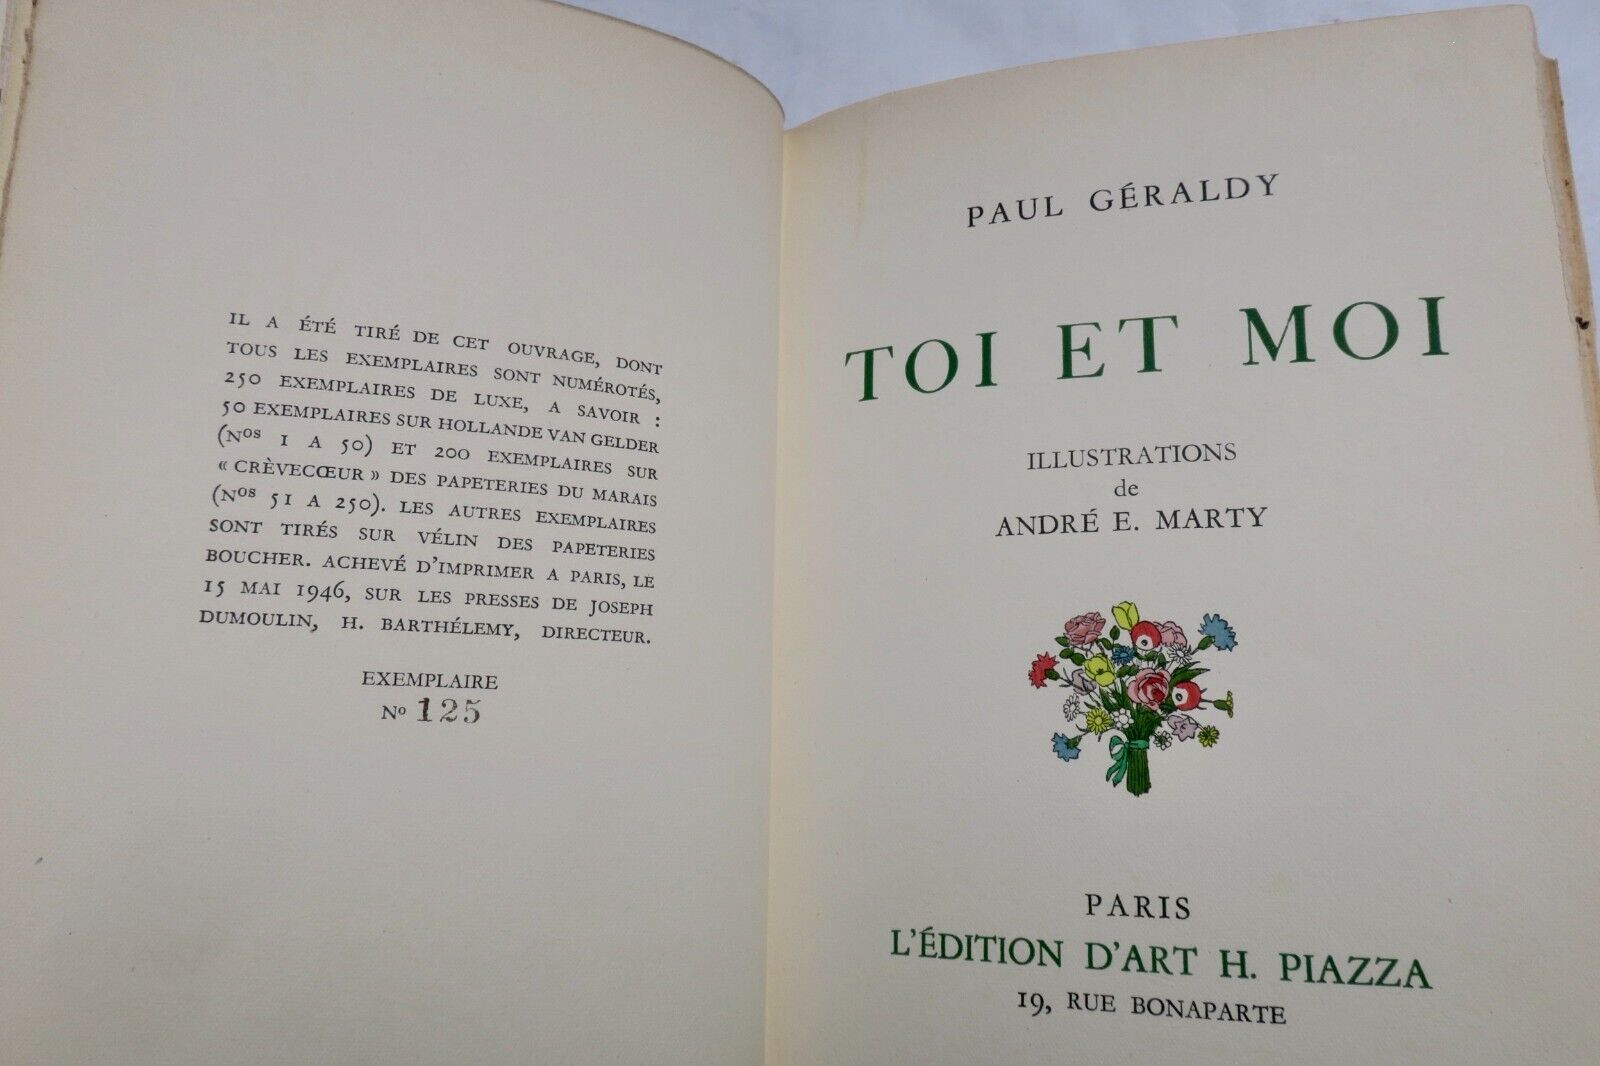 IL A ÉTÉ TIRÉ DE CET OUVRAGE, DONT
TOUS LES EXEMPLAIRES SONT NUMÉROTÉS,
250 EXEMPLAIRES DE LUXE, A SAVOIR :
50 EXEMPLAIRES SUR HOLLANDE VAN GELDER
(Nos 1 A 50) ET 200 EXEMPLAIRES SUR
« CRÈVECŒUR » DES PAPETERIES DU MARAIS
(Nos 51 A 250). LES AUTRES EXEMPLAIRES
SONT TIRÉS SUR VÉLIN DES PAPETERIES
BOUCHER. ACHEVÉ D'IMPRIMER A PARIS, LE
15 MAI 1946, SUR LES PRESSES DE JOSEPH
DUMOULIN, H. BARTHÉLEMY, DIRECTEUR.
EXEMPLAIRE
No 125
PAUL GÉRALDY
TOI ET MOI
ILLUSTRATIONS
de
ANDRÉ E. MARTY
PARIS
L'ÉDITION D'ART H. PIAZZA
19, RUE BONAPARTE